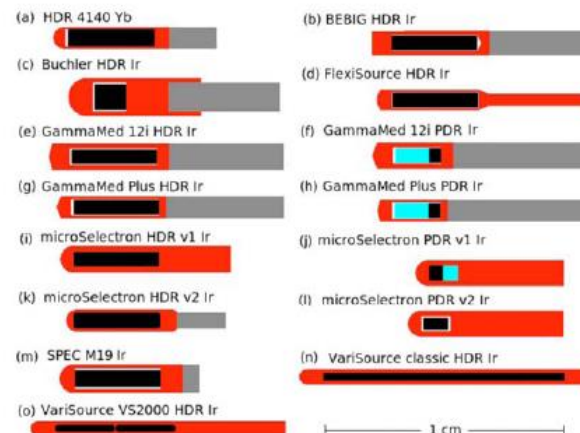 (a) HDR 4140 Yb
(b) BEBIG HDR Ir
(c) Buchler HDR Ir
(d) FlexiSource HDR Ir
(e) GammaMed 12i HDR Ir
(f) GammaMed 12i PDR Ir
(g) GammaMed Plus HDR Ir
(h) GammaMed Plus PDR Ir
(i) microSelectron HDR v1 Ir
(j) microSelectron PDR v1 Ir
(k) microSelectron HDR v2 Ir
(l) microSelectron PDR v2 Ir
(m) SPEC M19 Ir
(n) VariSource classic HDR Ir
(o) VariSource VS2000 HDR Ir
1 cm